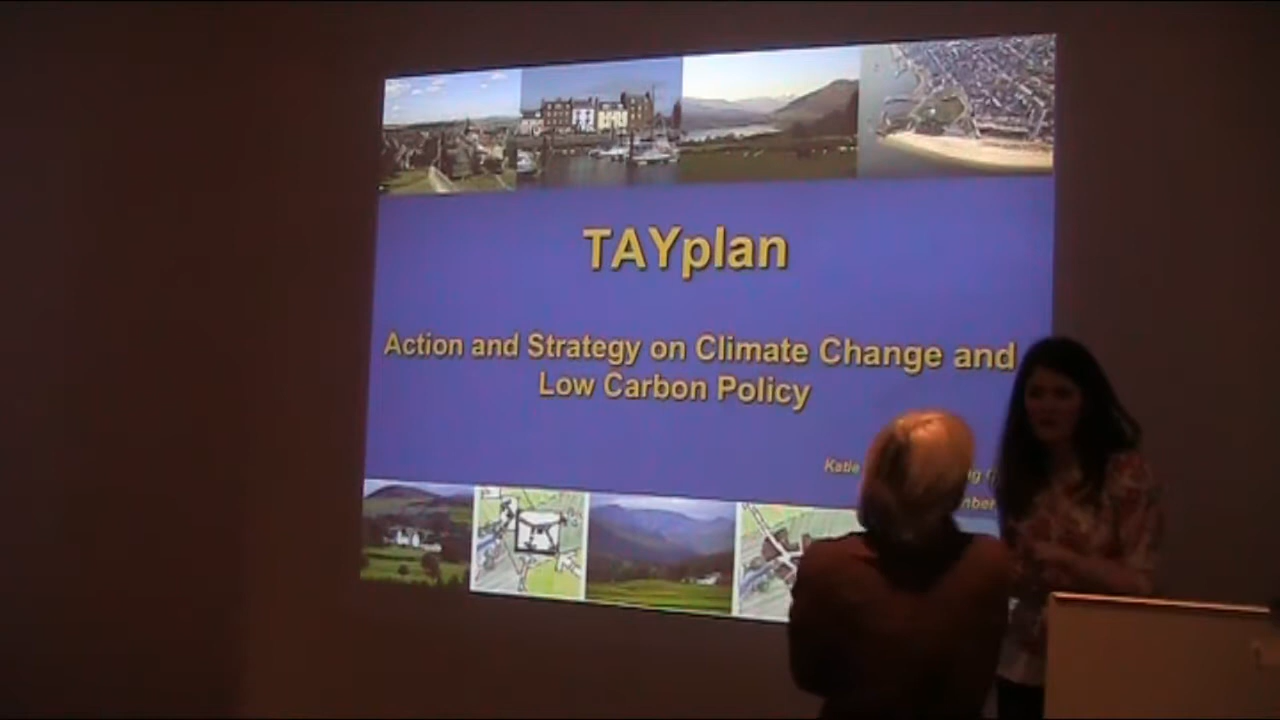 TAYplan
Action and Strategy on Climate Change and
Low Carbon Policy
Katie